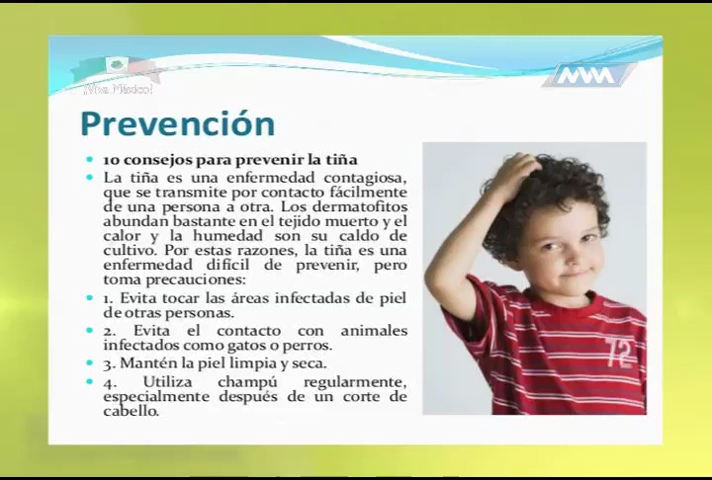 ¡Viva México!
MVM
Prevención
10 consejos para prevenir la tiña
La tiña es una enfermedad contagiosa,
que se transmite por contacto fácilmente
de una persona a otra. Los dermatofitos
abundan bastante en el tejido muerto y el
calor y la humedad son su caldo de
cultivo. Por estas razones, la tiña es una
enfermedad difícil de prevenir, pero
toma precauciones:
1. Evita tocar las áreas infectadas de piel
de otras personas.
2. Evita el contacto con animales
infectados como gatos o perros.
3. Mantén la piel limpia y seca.
4. Utiliza champú regularmente,
especialmente después de un corte de
cabello.
72